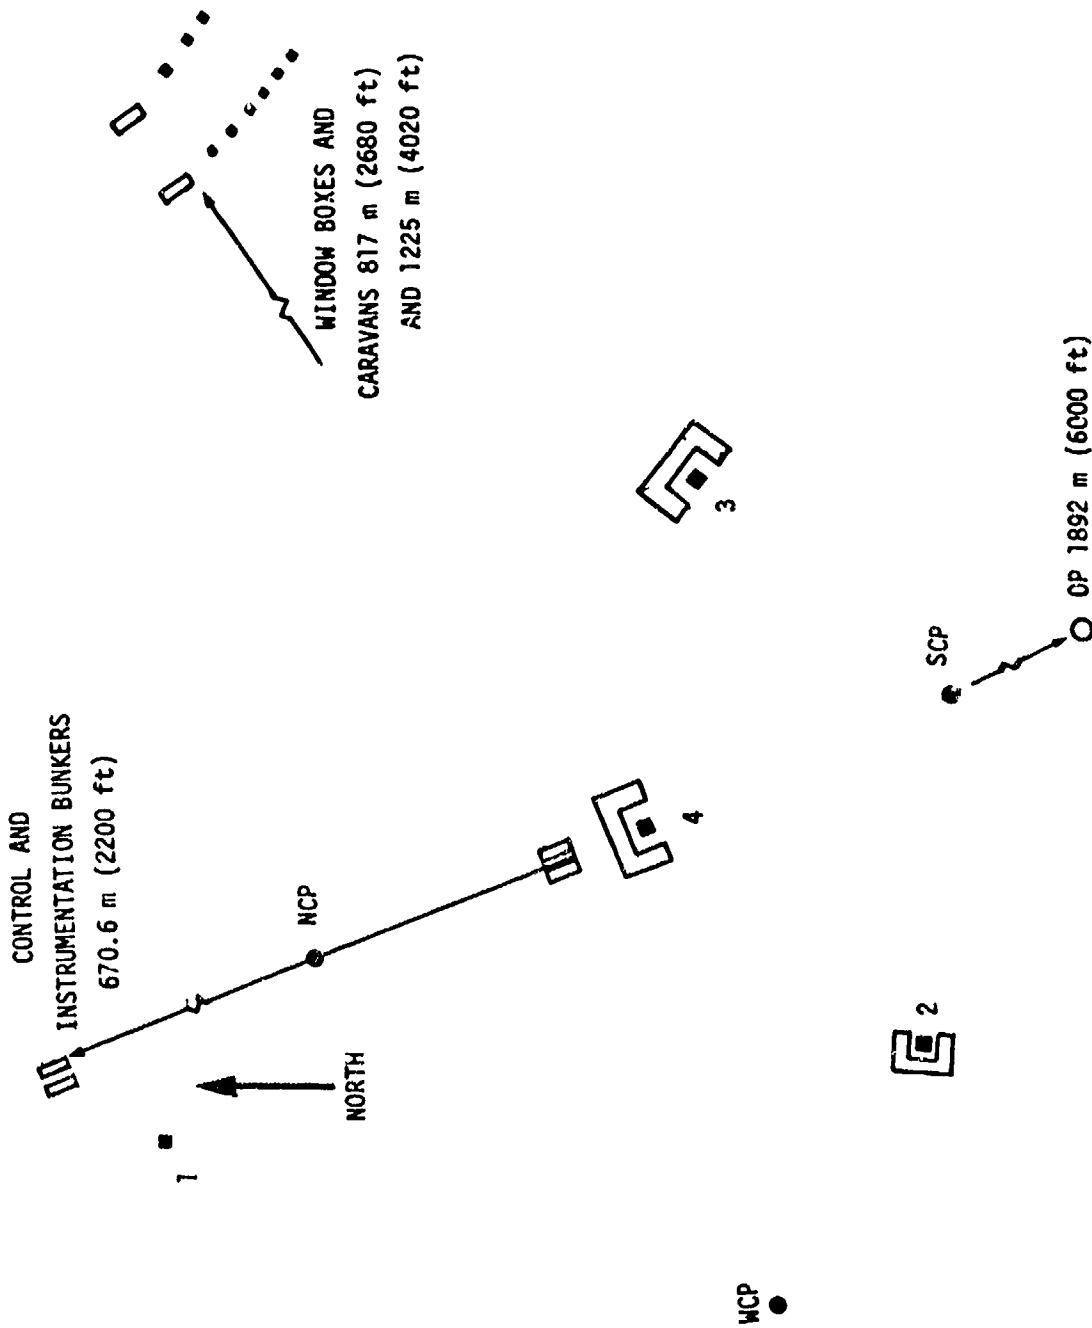 CONTROL AND
INSTRUMENTATION BUNKERS
670.6 m (2200 ft)
NCP
NORTH
1
WCP
2
4
SCP
OP 1892 m (6000 ft)
3
WINDOW BOXES AND
CARAVANS 817 m (2680 ft)
AND 1225 m (4020 ft)